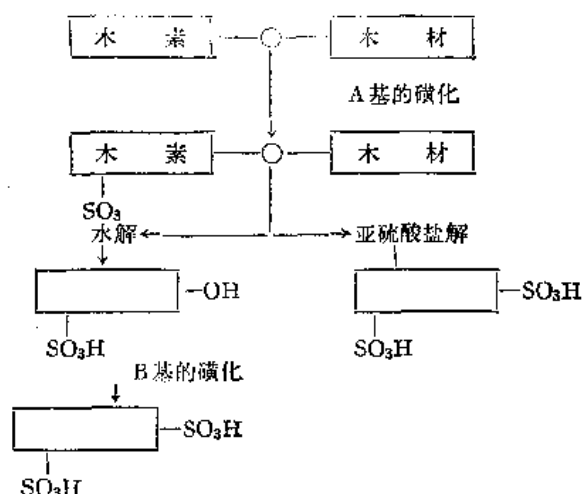 木 素 木 材
A基的磺化
木 素 木 材
SO₃
水解 亚硫酸盐解
-OH -SO₃H
SO₃H SO₃H
B基的磺化
-SO₃H
SO₃H